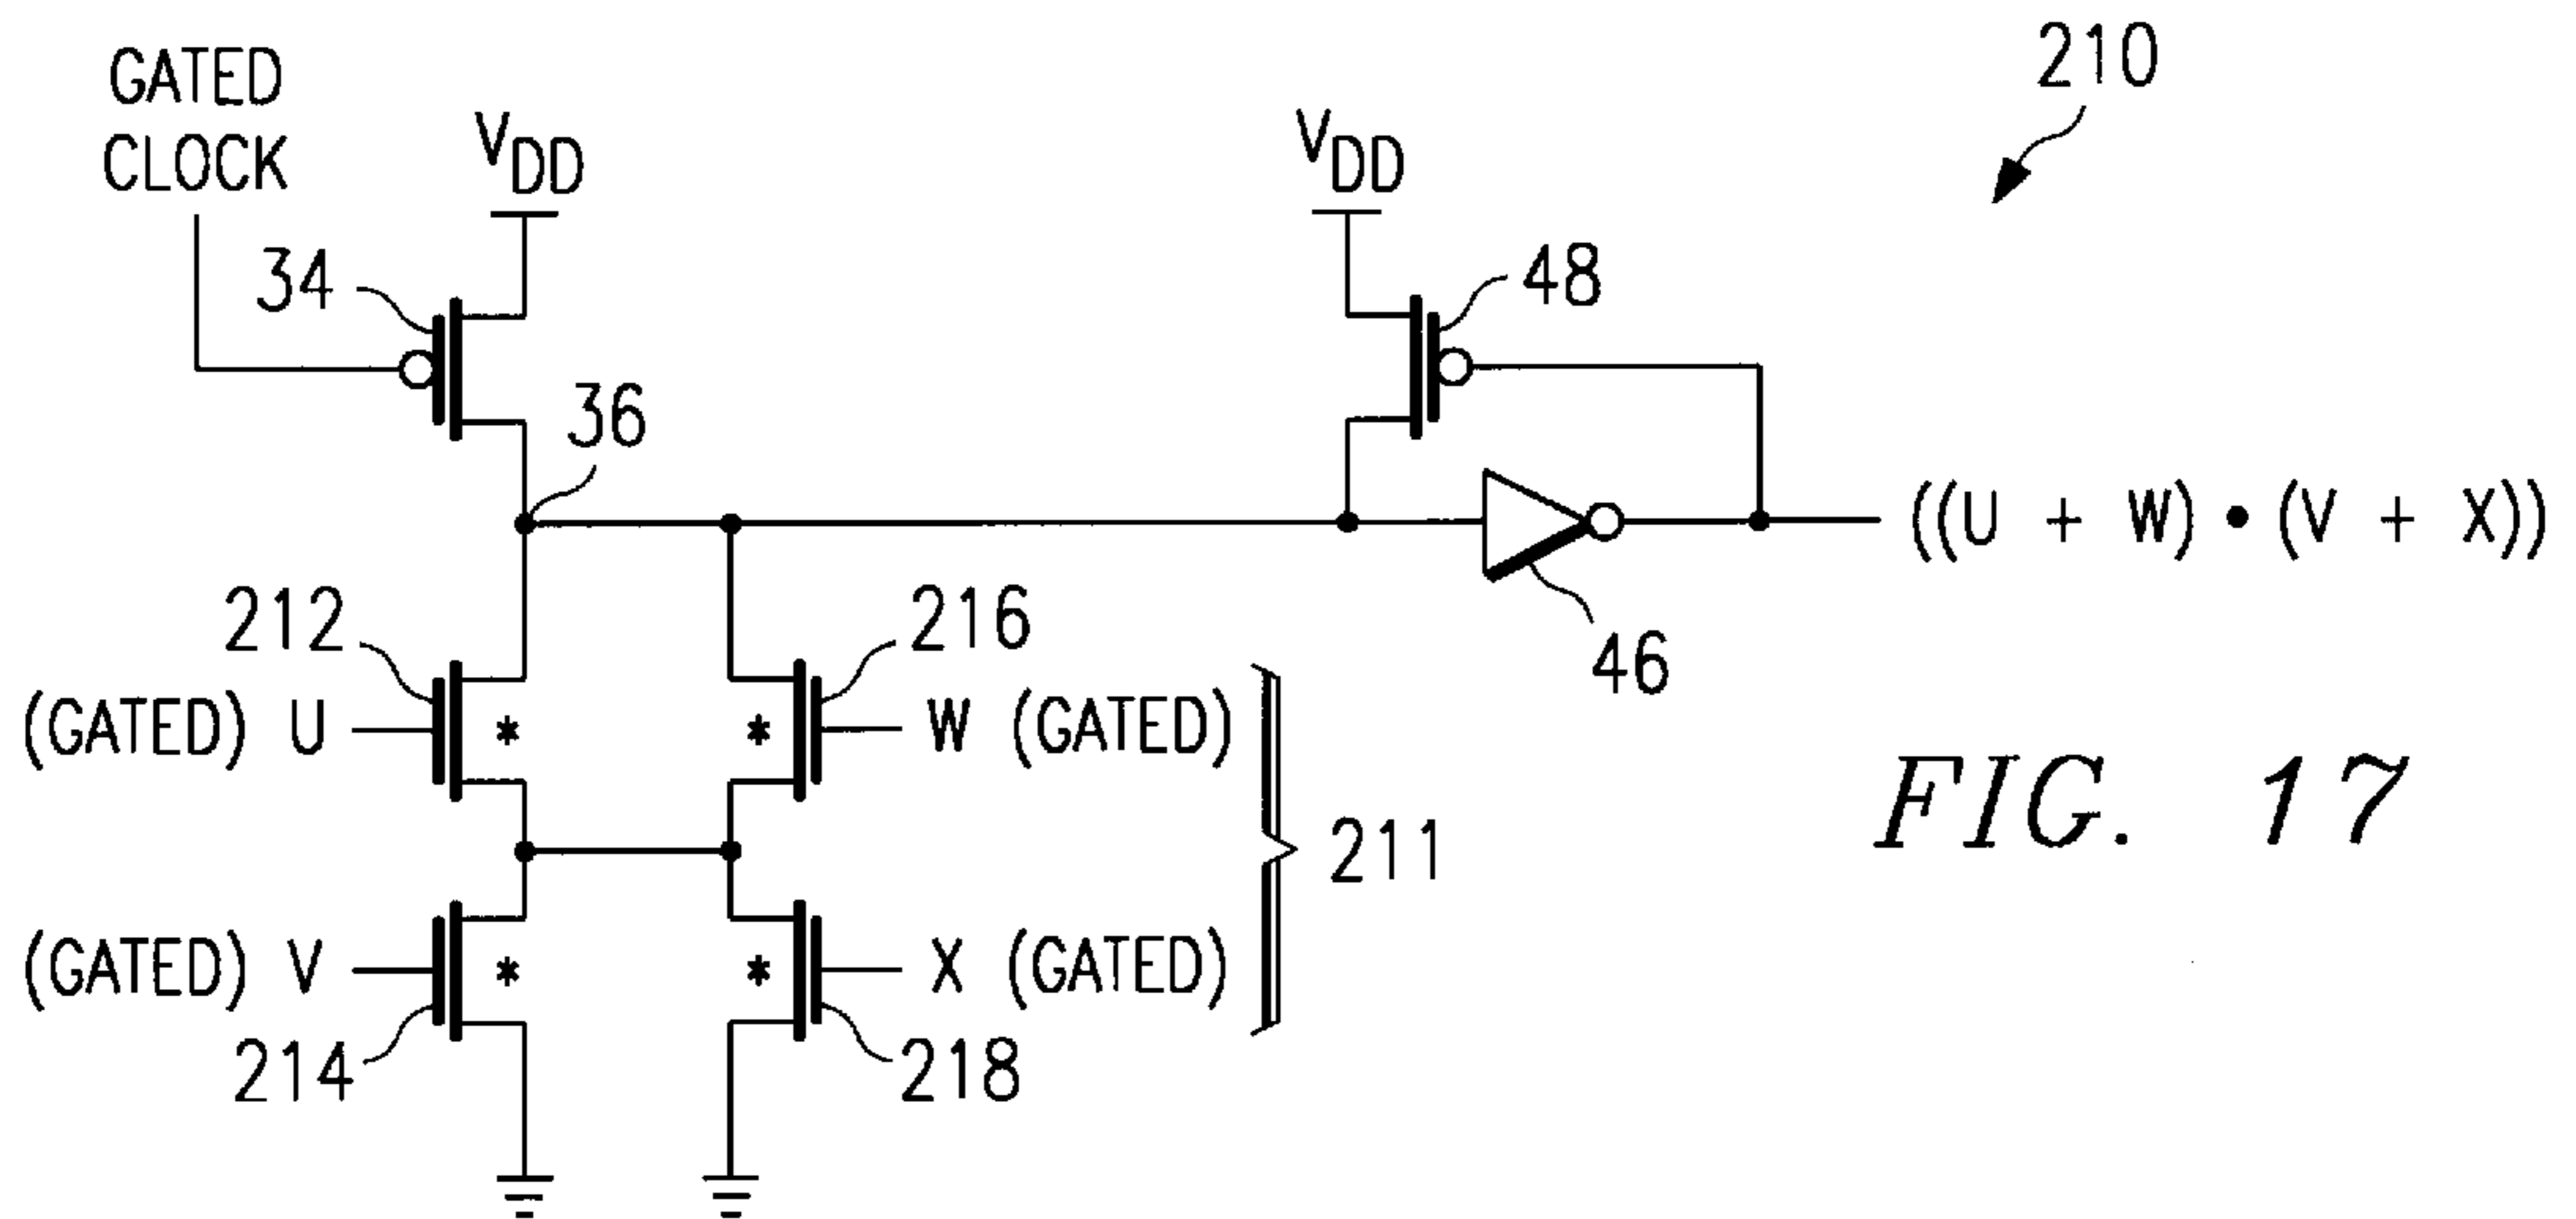 210
GATED
CLOCK
VDD
VDD
34
48
36
((U + W) • (V + X))
46
212
216
(GATED) U
*
*
W (GATED)
211
FIG. 17
(GATED) V
*
*
X (GATED)
214
218